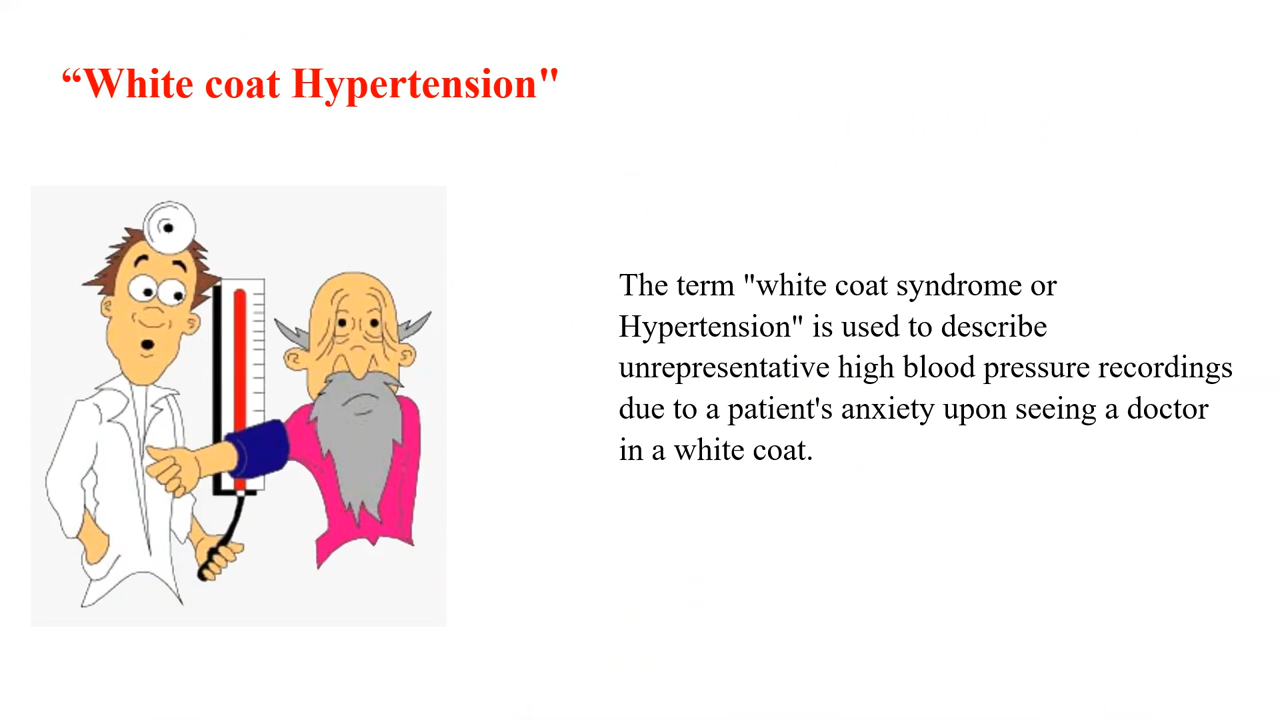 “White coat Hypertension"
The term "white coat syndrome or
Hypertension" is used to describe
unrepresentative high blood pressure recordings
due to a patient's anxiety upon seeing a doctor
in a white coat.